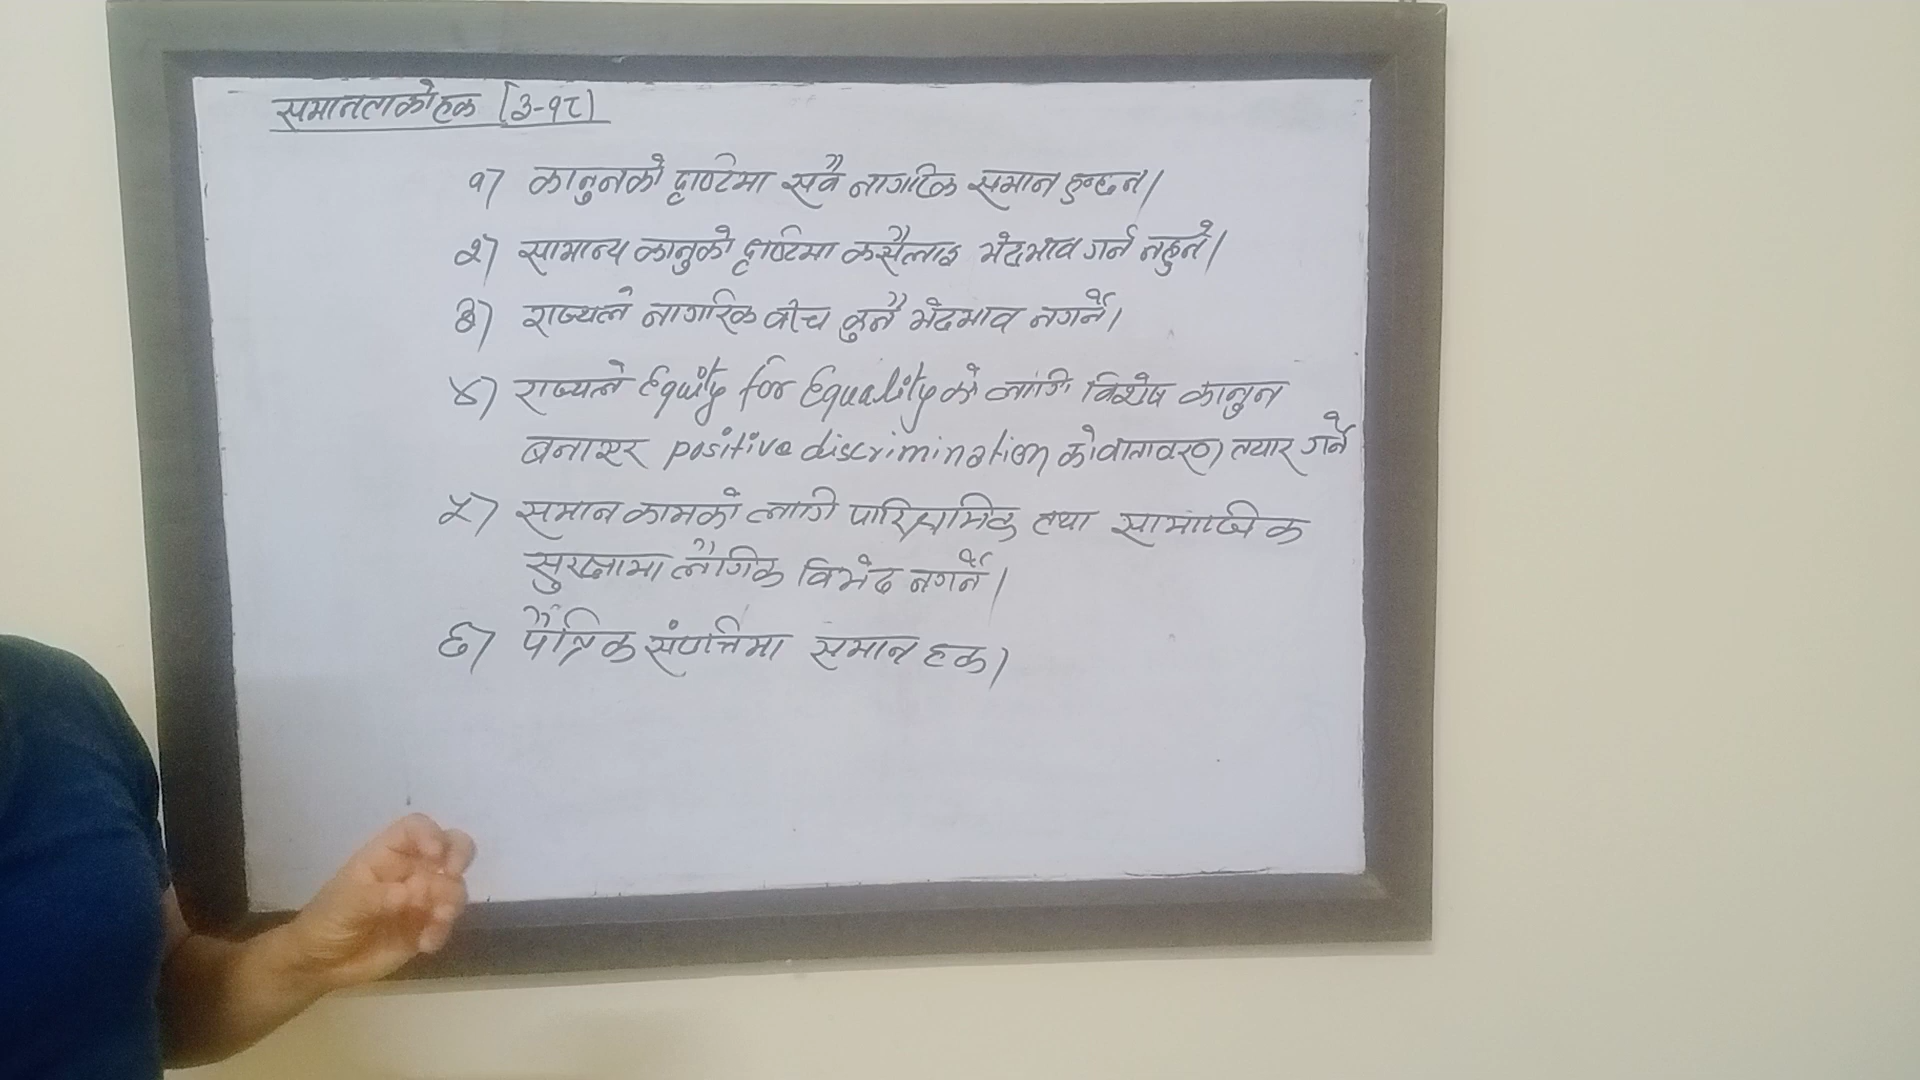 समानताको हक (३-१८)
१) कानुनको दृष्टिमा सवै नागरिक समान हुन्छन।
२) सामान्य कानुको दृष्टिमा कसैलाइ भेदभाव गर्न नहुने।
३) राज्यले नागरिक वीच कुनै भेदभाव नगर्ने।
४) राज्यले Equity for Equality को लागि विशेष कानुन
बनाएर positive discrimination को वातावरण तयार गर्ने
५) समान कामको लागि पारिश्रमिक तथा सामाजिक
सुरक्षामा लैंगिक विभेद नगर्ने।
६) पैत्रिक संपत्तिमा समान हक।